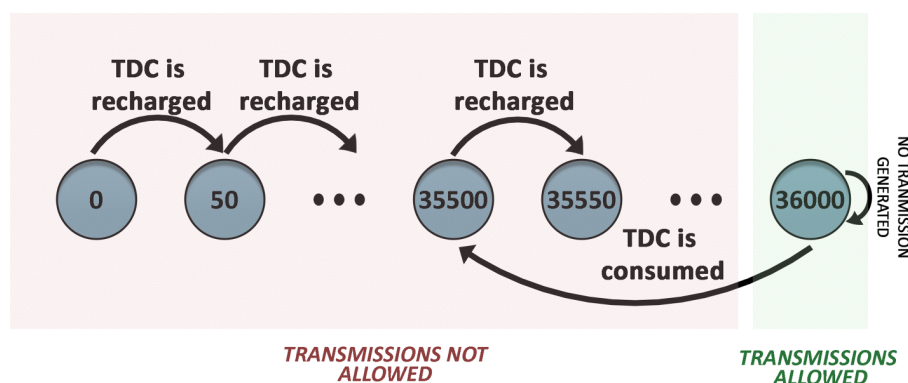 TDC is
recharged
TDC is
recharged
TDC is
recharged
0
50
•••
35500
35550
•••
36000
NO TRANMISSION
GENERATED
TDC is
consumed
TRANSMISSIONS NOT
ALLOWED
TRANSMISSIONS
ALLOWED